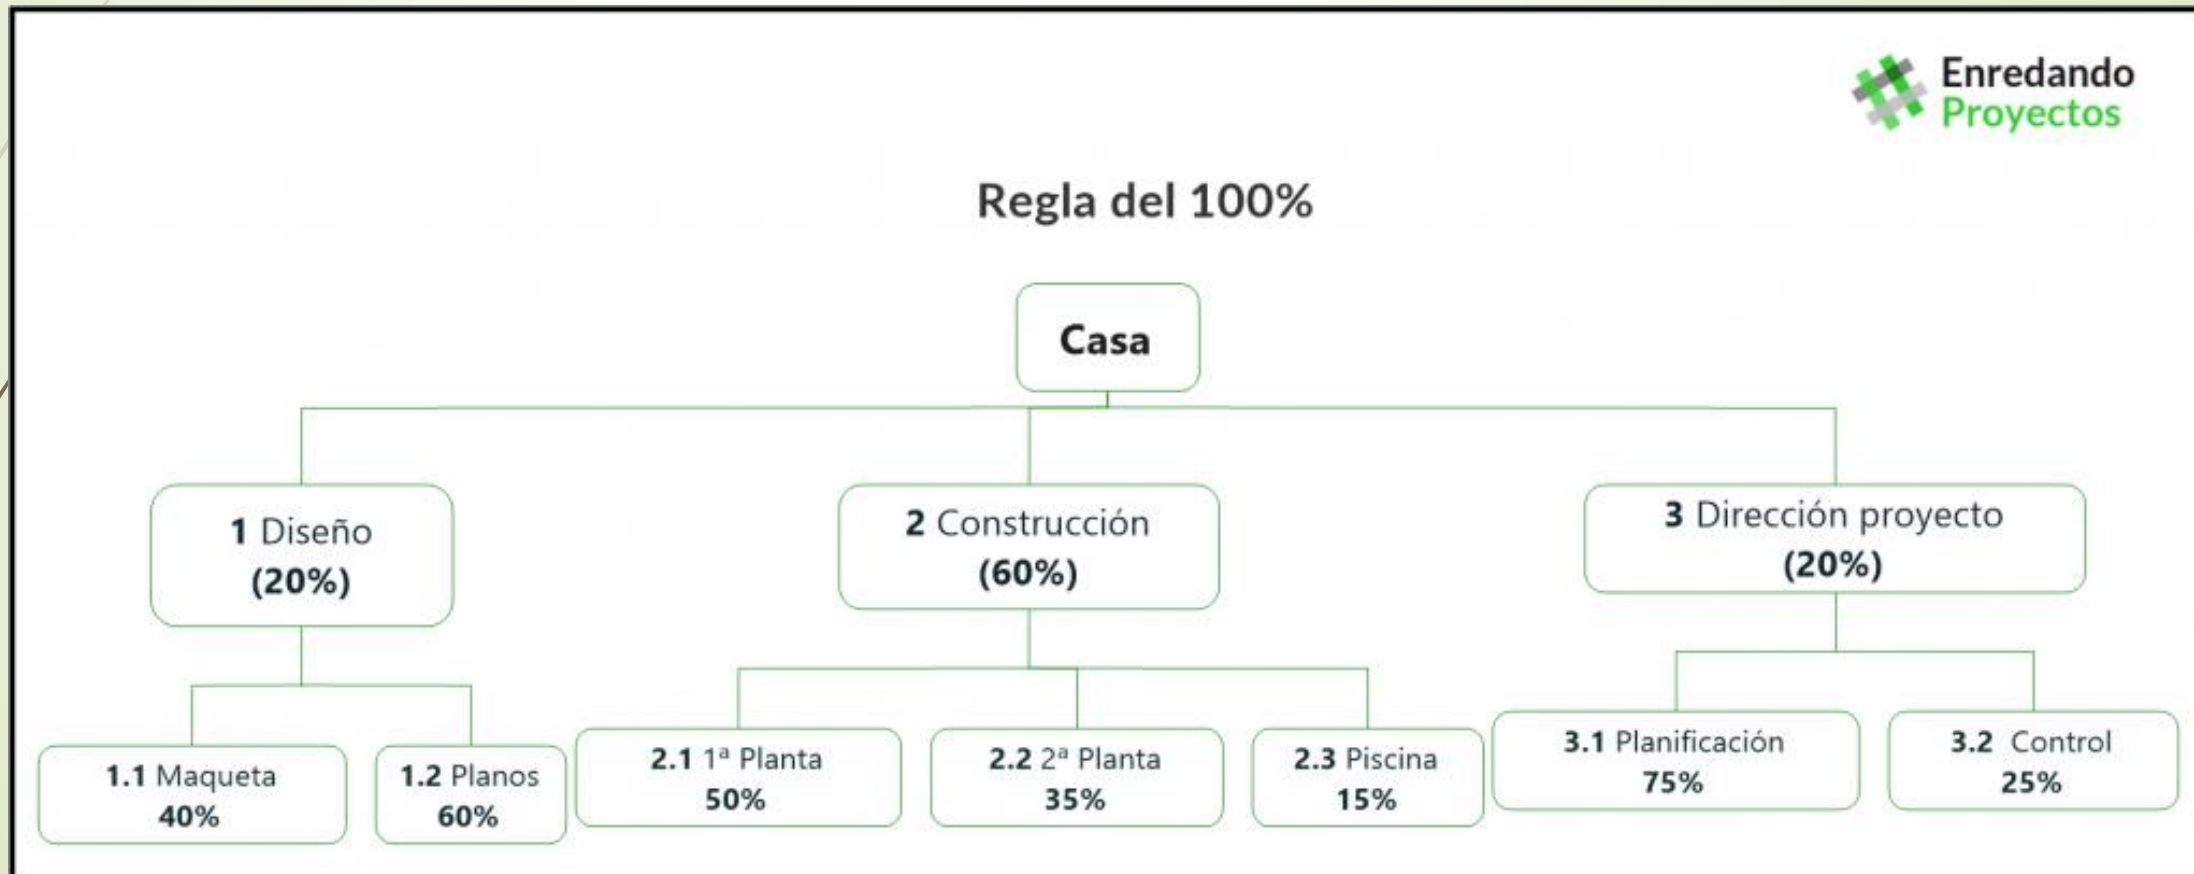 Enredando
Proyectos
Regla del 100%
Casa
1 Diseño
(20%)
2 Construcción
(60%)
3 Dirección proyecto
(20%)
1.1 Maqueta
40%
1.2 Planos
60%
2.1 1ª Planta
50%
2.2 2ª Planta
35%
2.3 Piscina
15%
3.1 Planificación
75%
3.2 Control
25%